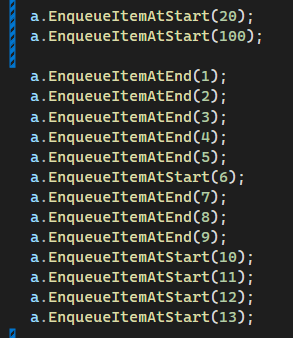 a.EnqueueItemAtStart(20);
a.EnqueueItemAtStart(100);
a.EnqueueItemAtEnd(1);
a.EnqueueItemAtEnd(2);
a.EnqueueItemAtEnd(3);
a.EnqueueItemAtEnd(4);
a.EnqueueItemAtEnd(5);
a.EnqueueItemAtStart(6);
a.EnqueueItemAtEnd(7);
a.EnqueueItemAtEnd(8);
a.EnqueueItemAtEnd(9);
a.EnqueueItemAtStart(10);
a.EnqueueItemAtStart(11);
a.EnqueueItemAtStart(12);
a.EnqueueItemAtStart(13);